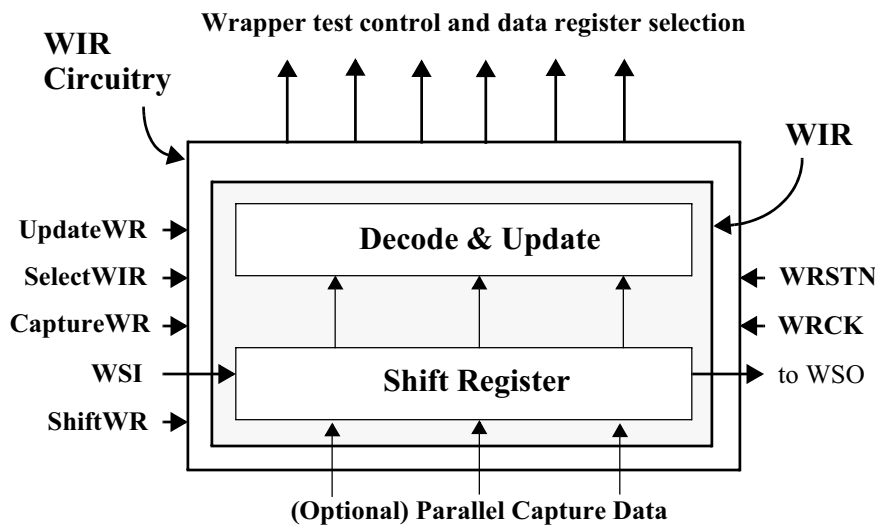 Wrapper test control and data register selection
WIR
Circuitry
WIR
UpdateWR
Decode & Update
SelectWIR
WRSTN
CaptureWR
WRCK
WSI
Shift Register
to WSO
ShiftWR
(Optional) Parallel Capture Data